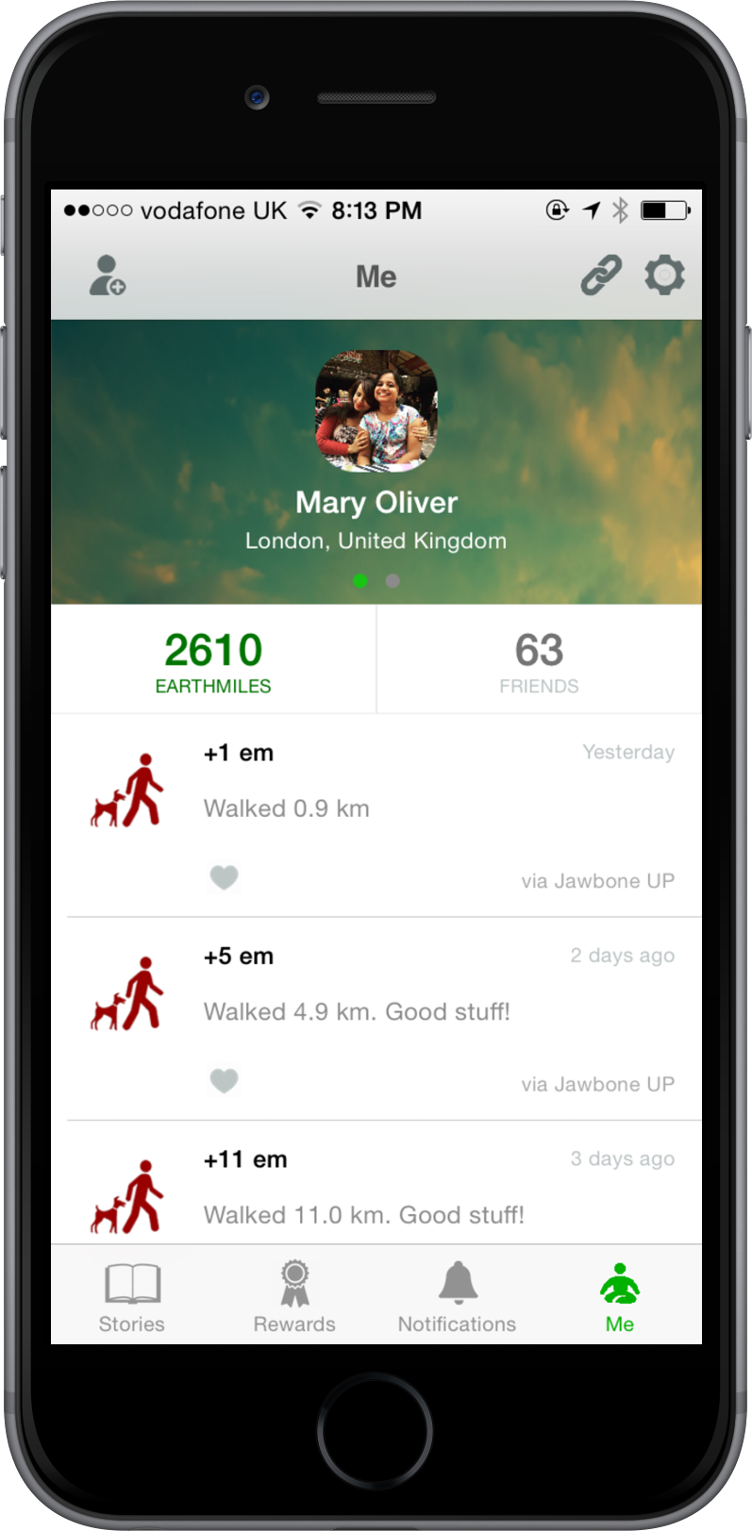 vodafone UK 8:13 PM
Me
Mary Oliver
London, United Kingdom
2610
EARTHMILES
63
FRIENDS
+1 em
Yesterday
Walked 0.9 km
via Jawbone UP
+5 em
2 days ago
Walked 4.9 km. Good stuff!
via Jawbone UP
+11 em
3 days ago
Walked 11.0 km. Good stuff!
Stories
Rewards
Notifications
Me